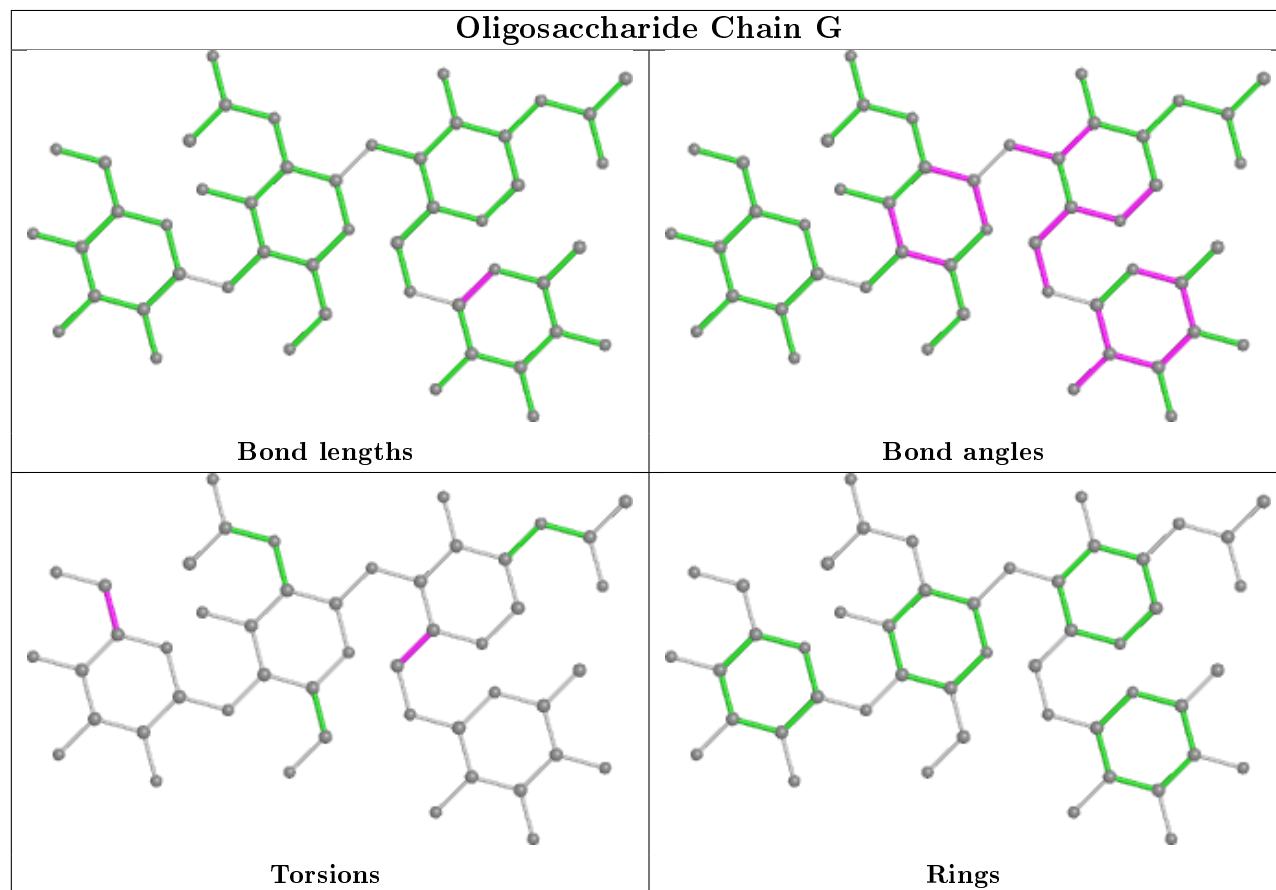 Oligosaccharide Chain G
Bond lengths
Bond angles
Torsions
Rings